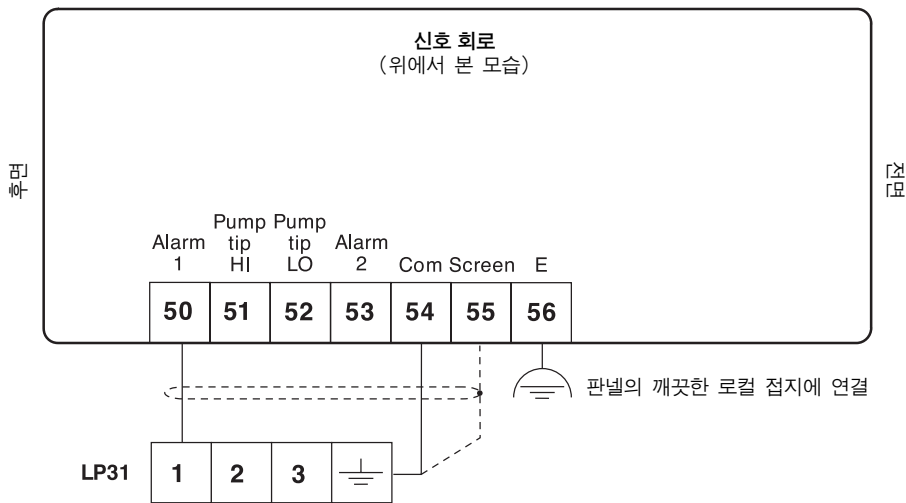 신호 회로
(위에서 본 모습)
후면
전면
Pump Pump
Alarm tip tip Alarm
1 HI LO 2 Com Screen E
50 51 52 53 54 55 56
판넬의 깨끗한 로컬 접지에 연결
LP31 1 2 3